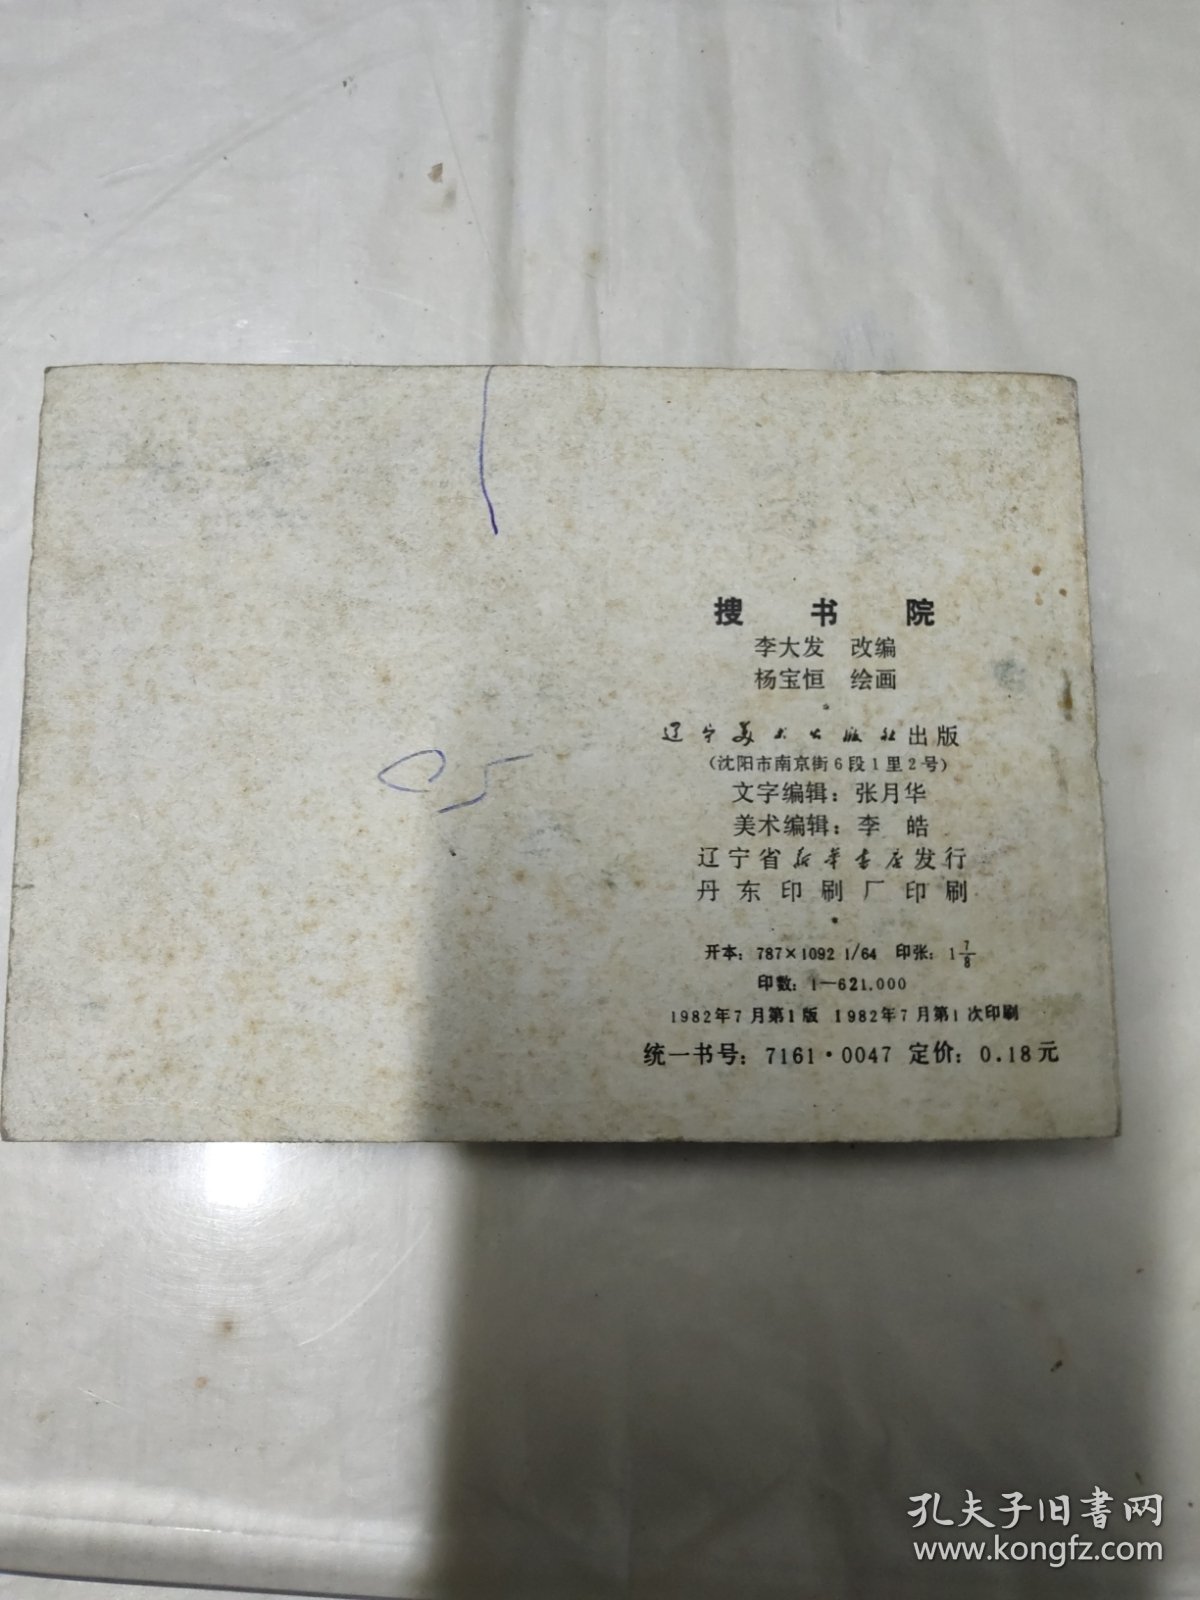 搜 书 院
李大发 改编
杨宝恒 绘画
辽宁美术出版社出版
(沈阳市南京街6段1里2号)
文字编辑：张月华
美术编辑：李 皓
辽宁省新华书店发行
丹东印刷厂印刷
开本：787×1092 1/64 印张：1 7/8
印数：1—621,000
1982年7月第1版 1982年7月第1次印刷
统一书号：7161·0047 定价：0.18元
05
孔夫子旧書网
www.kongfz.com